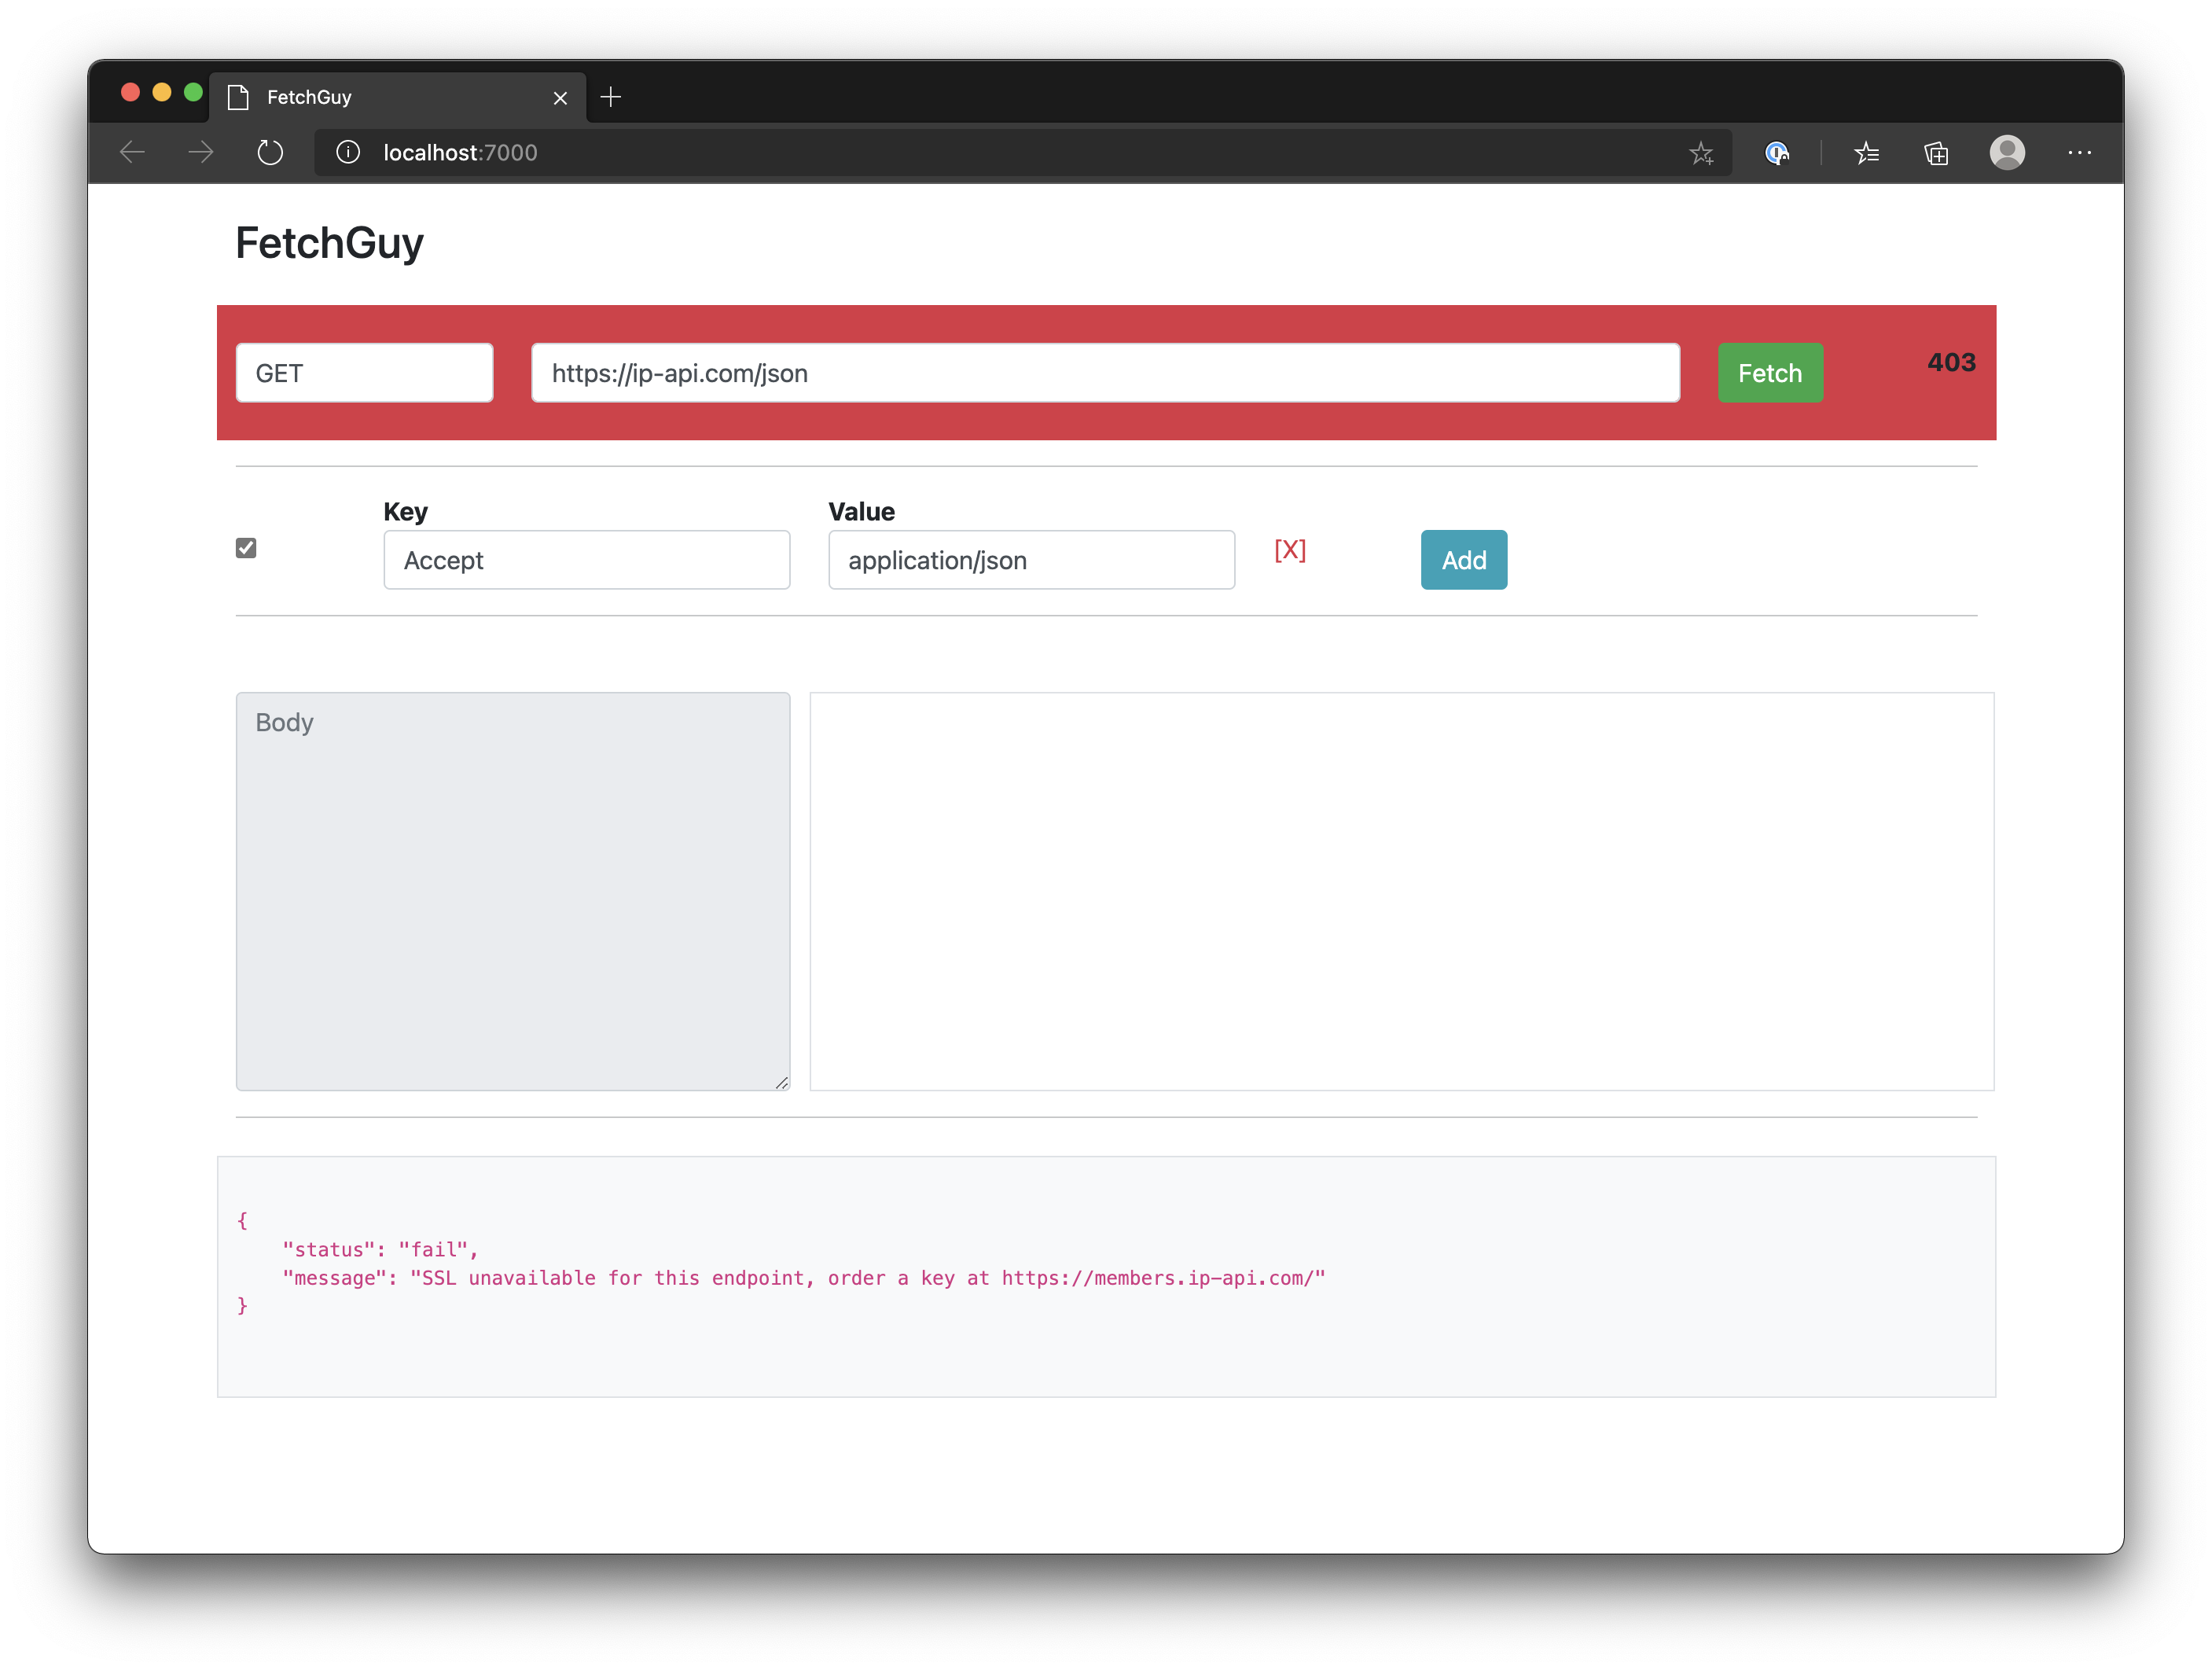 FetchGuy
localhost:7000
FetchGuy
GET
https://ip-api.com/json
Fetch
403
Key
Value
Accept
application/json
[X]
Add
Body
{
"status": "fail",
"message": "SSL unavailable for this endpoint, order a key at https://members.ip-api.com/"
}